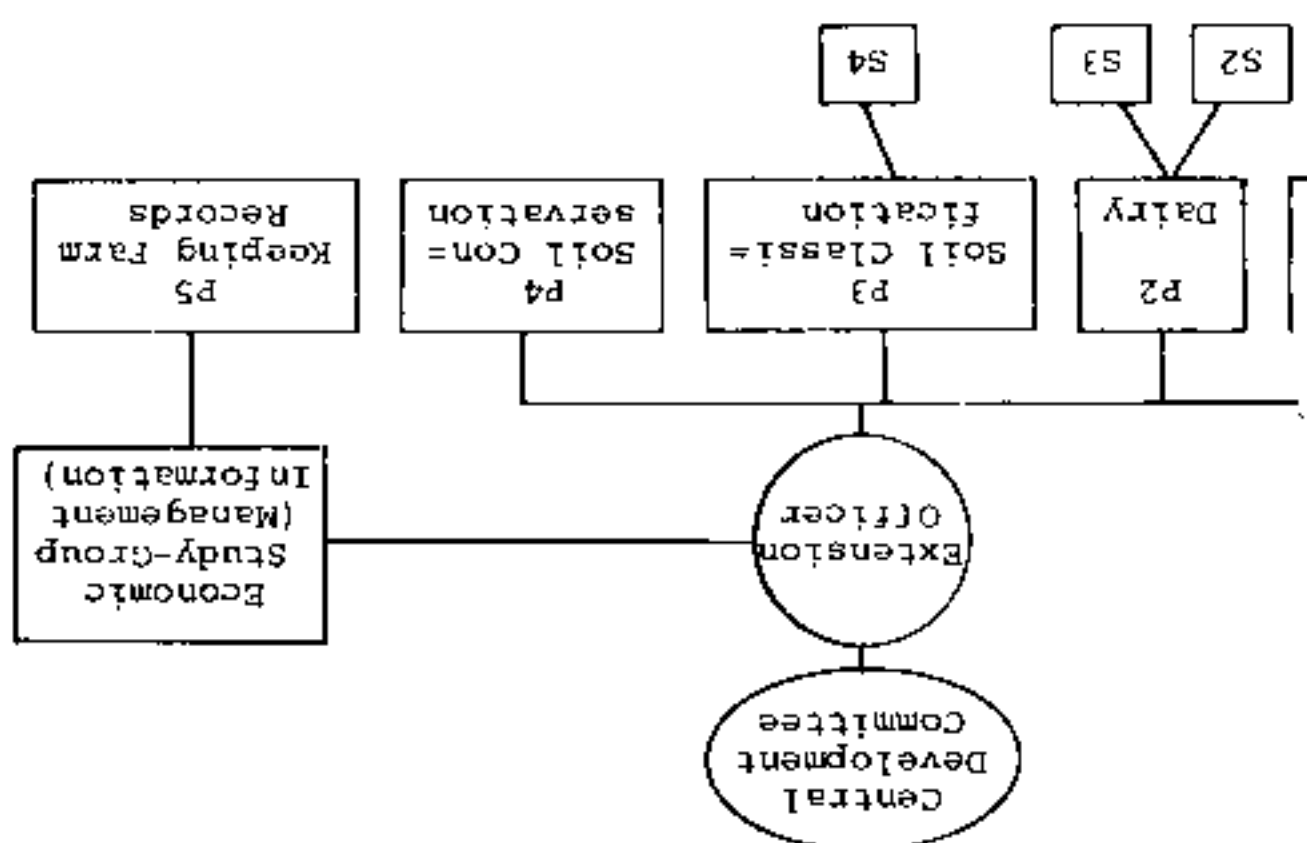 Central
Development
Committee
Extension
Officer
Economic
Study-Group
(Management
Information)
P2
Dairy
P3
Soil Classi=
fication
P4
Soil Con=
servation
P5
Keeping Farm
Records
S2
S3
S4